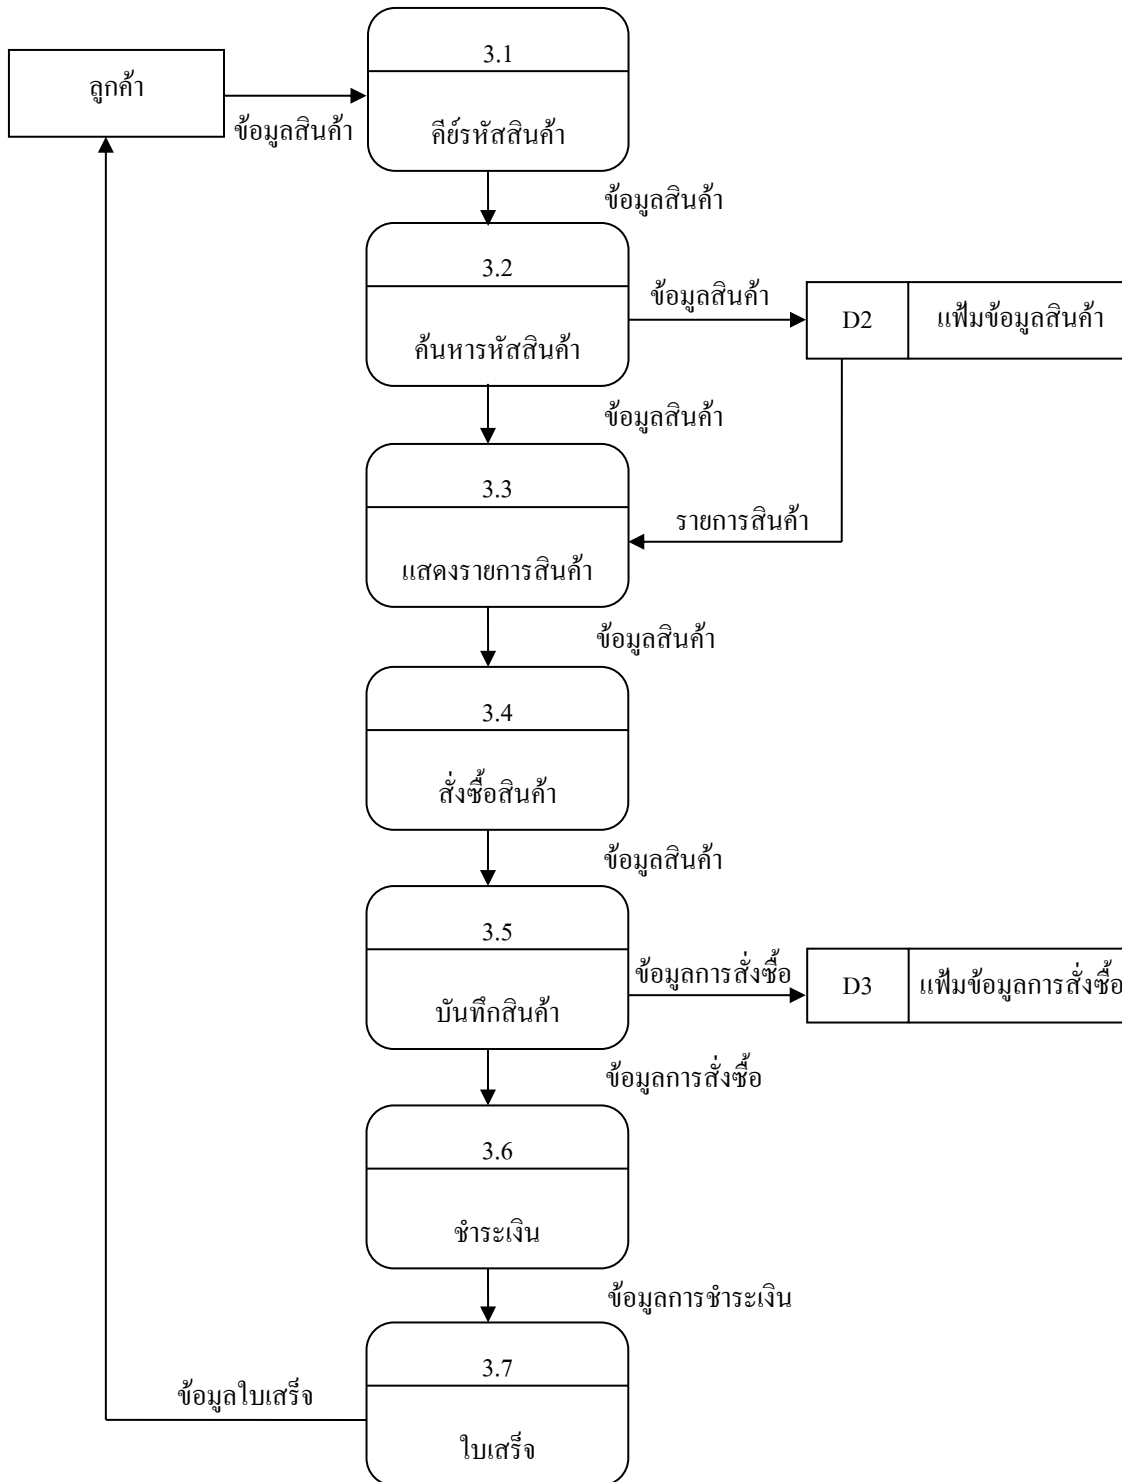 3.1
ลูกค้า
คีย์รหัสสินค้า
ข้อมูลสินค้า
ข้อมูลสินค้า
3.2
ข้อมูลสินค้า
D2
แฟ้มข้อมูลสินค้า
ค้นหารหัสสินค้า
ข้อมูลสินค้า
3.3
รายการสินค้า
แสดงรายการสินค้า
ข้อมูลสินค้า
3.4
สั่งซื้อสินค้า
ข้อมูลสินค้า
3.5
ข้อมูลการสั่งซื้อ
D3
แฟ้มข้อมูลการสั่งซื้อ
บันทึกสินค้า
ข้อมูลการสั่งซื้อ
3.6
ชำระเงิน
ข้อมูลการชำระเงิน
3.7
ข้อมูลใบเสร็จ
ใบเสร็จ